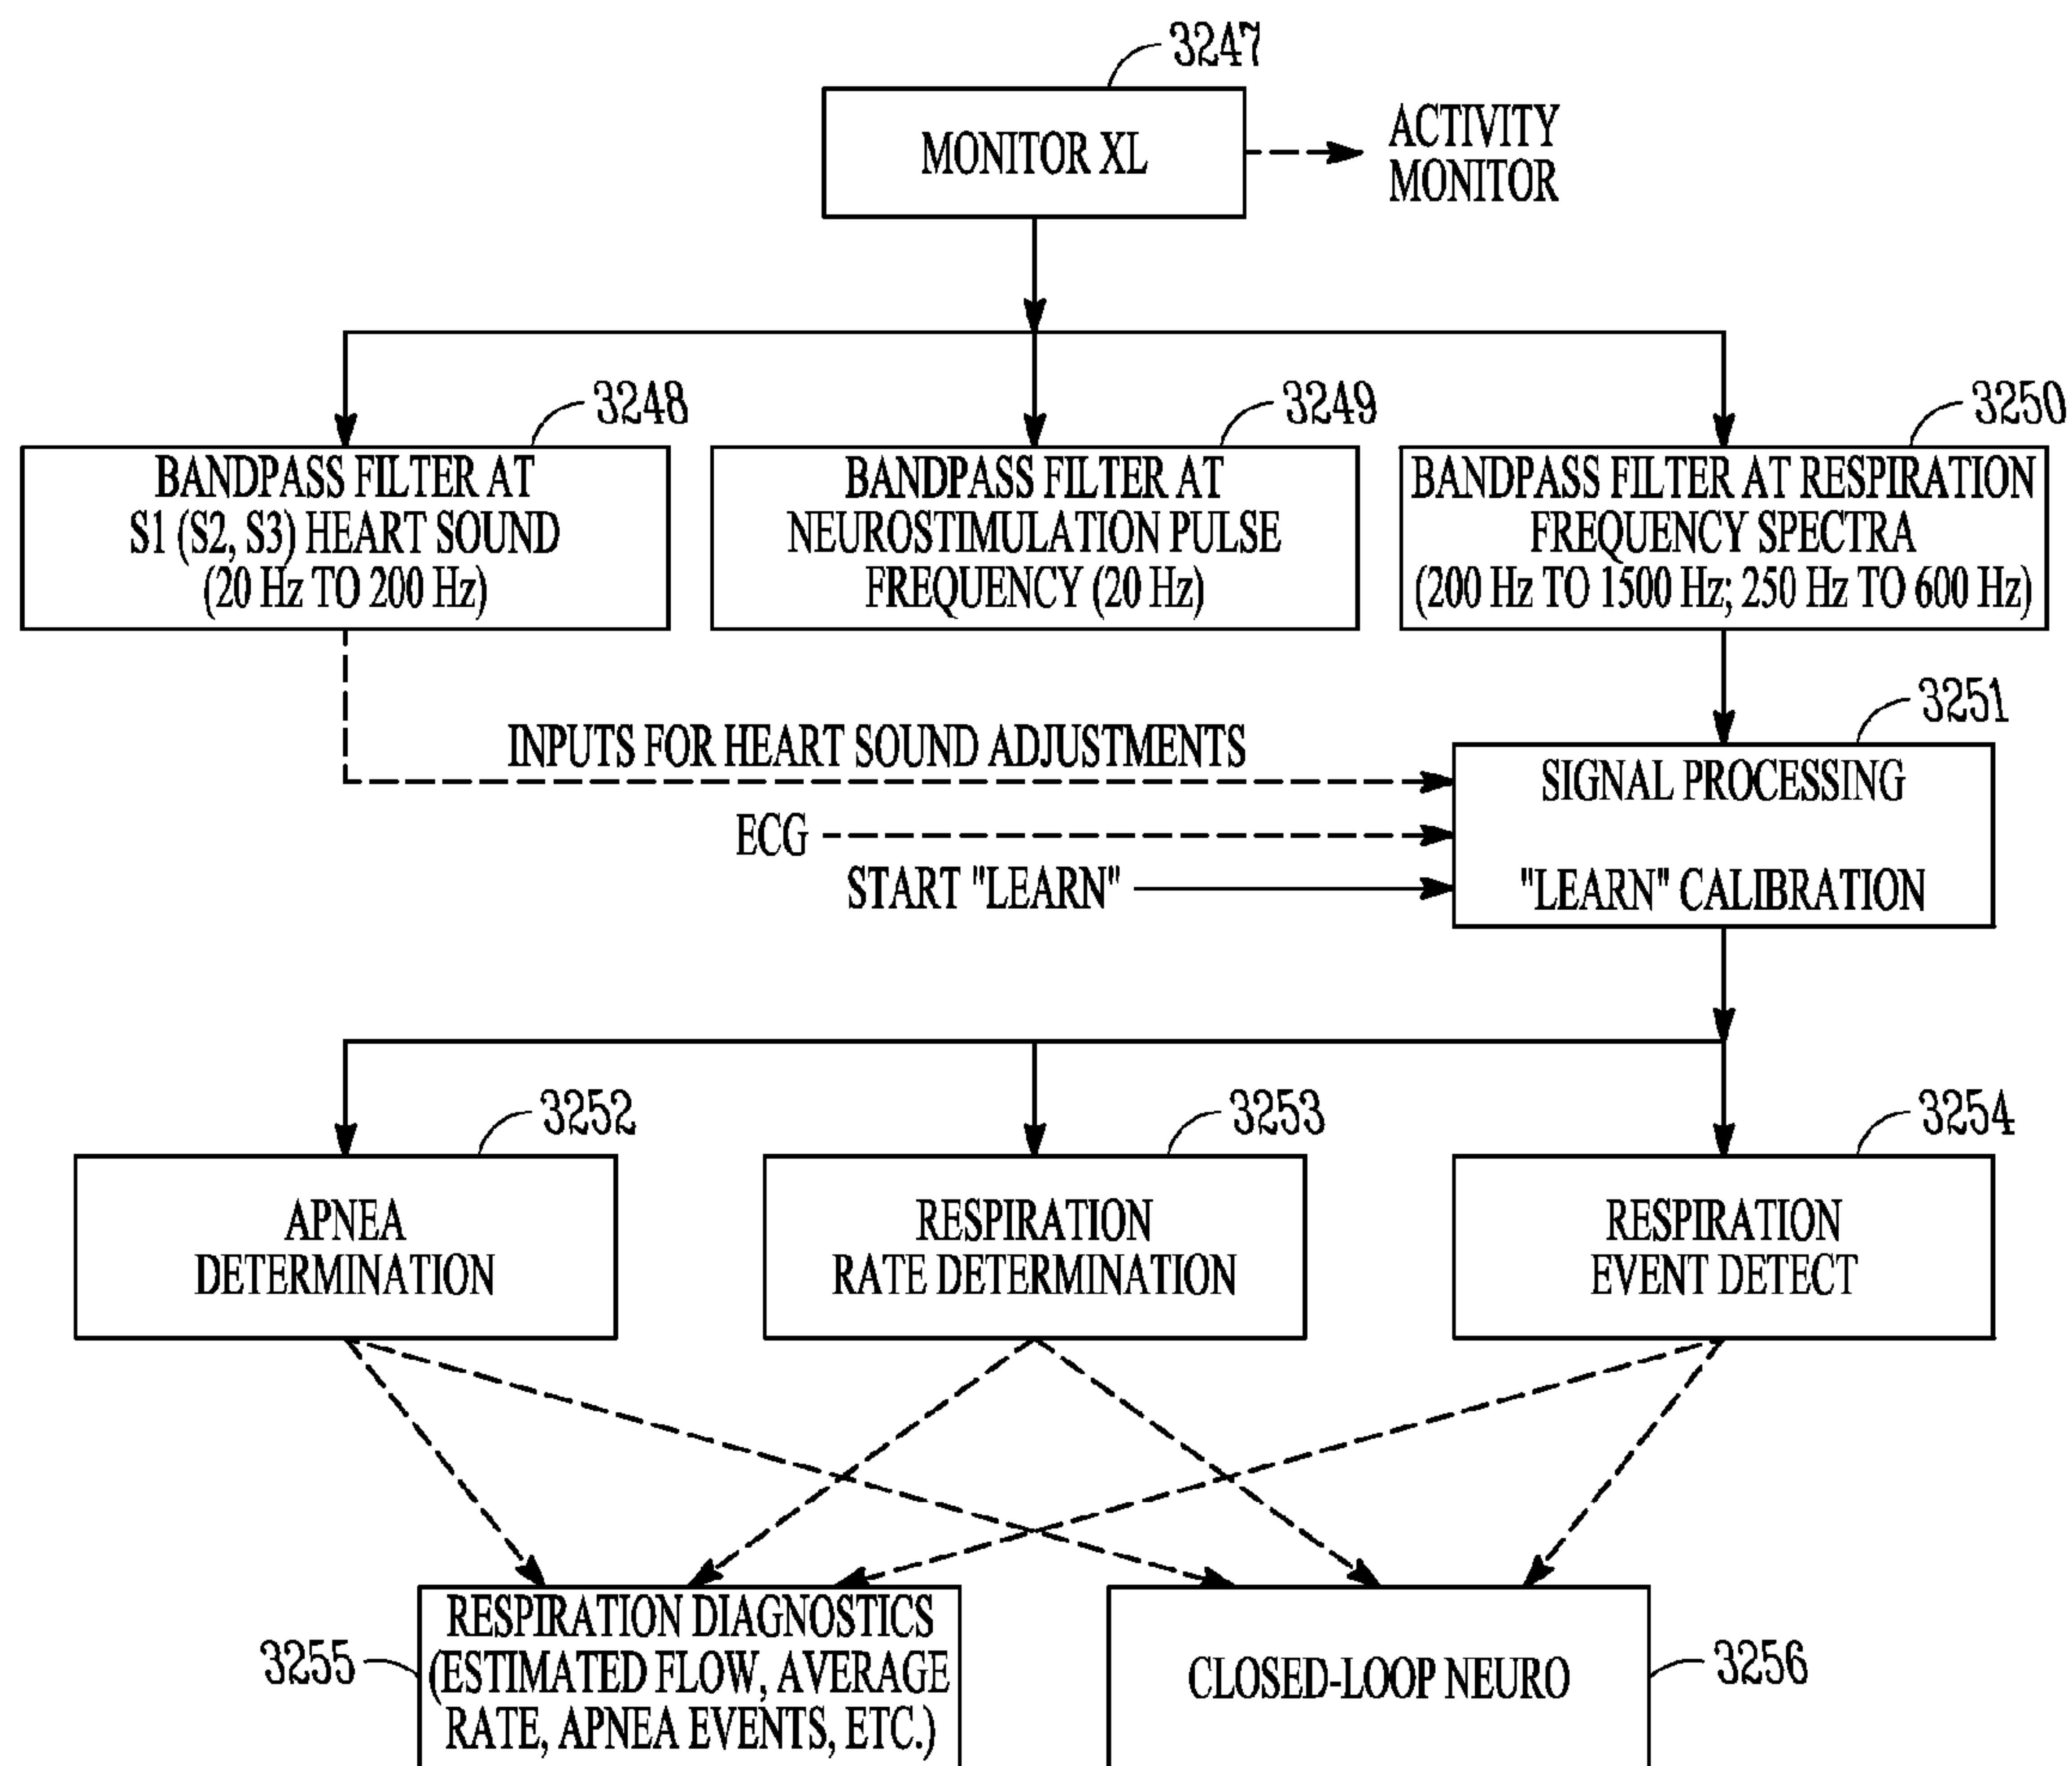 3247
MONITOR XL
ACTIVITY
MONITOR
3248
BANDPASS FILTER AT
S1 (S2, S3) HEART SOUND
(20 Hz TO 200 Hz)
3249
BANDPASS FILTER AT
NEUROSTIMULATION PULSE
FREQUENCY (20 Hz)
3250
BANDPASS FILTER AT RESPIRATION
FREQUENCY SPECTRA
(200 Hz TO 1500 Hz; 250 Hz TO 600 Hz)
INPUTS FOR HEART SOUND ADJUSTMENTS
ECG
START "LEARN"
3251
SIGNAL PROCESSING
"LEARN" CALIBRATION
3252
APNEA
DETERMINATION
3253
RESPIRATION
RATE DETERMINATION
3254
RESPIRATION
EVENT DETECT
3255
RESPIRATION DIAGNOSTICS
(ESTIMATED FLOW, AVERAGE
RATE, APNEA EVENTS, ETC.)
CLOSED-LOOP NEURO
3256